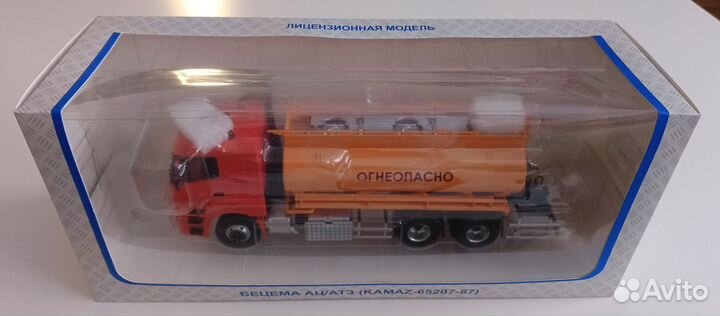 ЛИЦЕНЗИОННАЯ МОДЕЛЬ
ОГНЕОПАСНО
БЕЦЕМА АЦ/АТЗ (KAMAZ-65207-87)
Avito